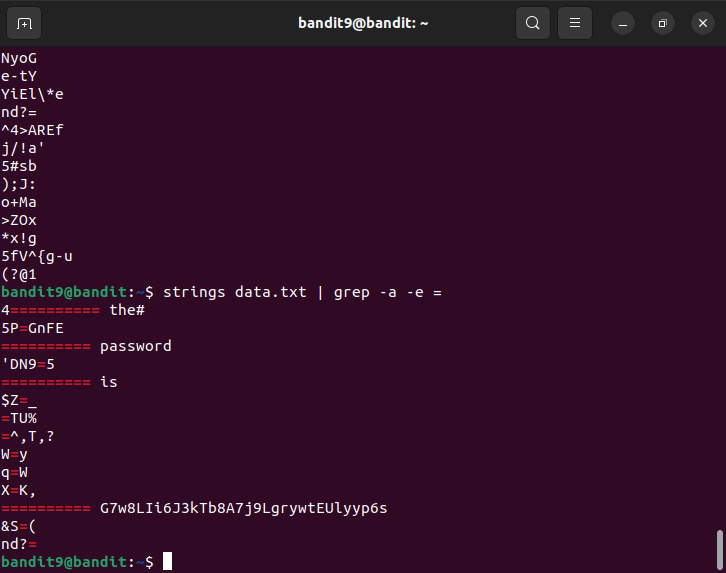 bandit9@bandit: ~
NyoG
e-tY
YiEl\*e
nd?=
^4>AREf
j/!a'
5#sb
);J:
o+Ma
>ZOx
*x!g
5fV^{g-u
(?@1
bandit9@bandit:~$ strings data.txt | grep -a -e =
4========== the#
5P=GnFE
========== password
'DN9=5
========== is
$Z=_
=TU%
=^,T,?
W=y
q=W
X=K,
========== G7w8LIi6J3kTb8A7j9LgrywtEUlyyp6s
&S=(
nd?=
bandit9@bandit:~$